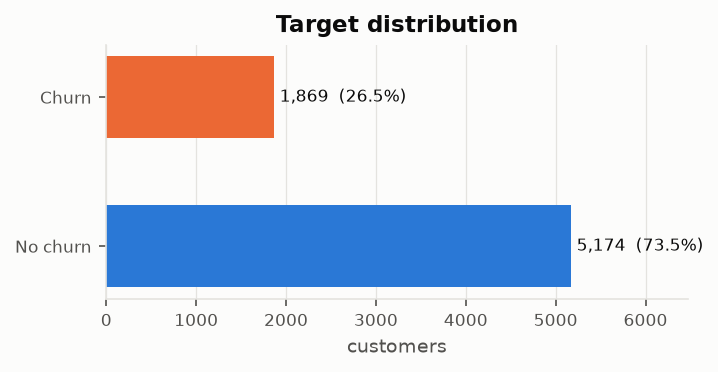 Target distribution
Churn
1,869 (26.5%)
No churn
5,174 (73.5%)
0 1000 2000 3000 4000 5000 6000
customers